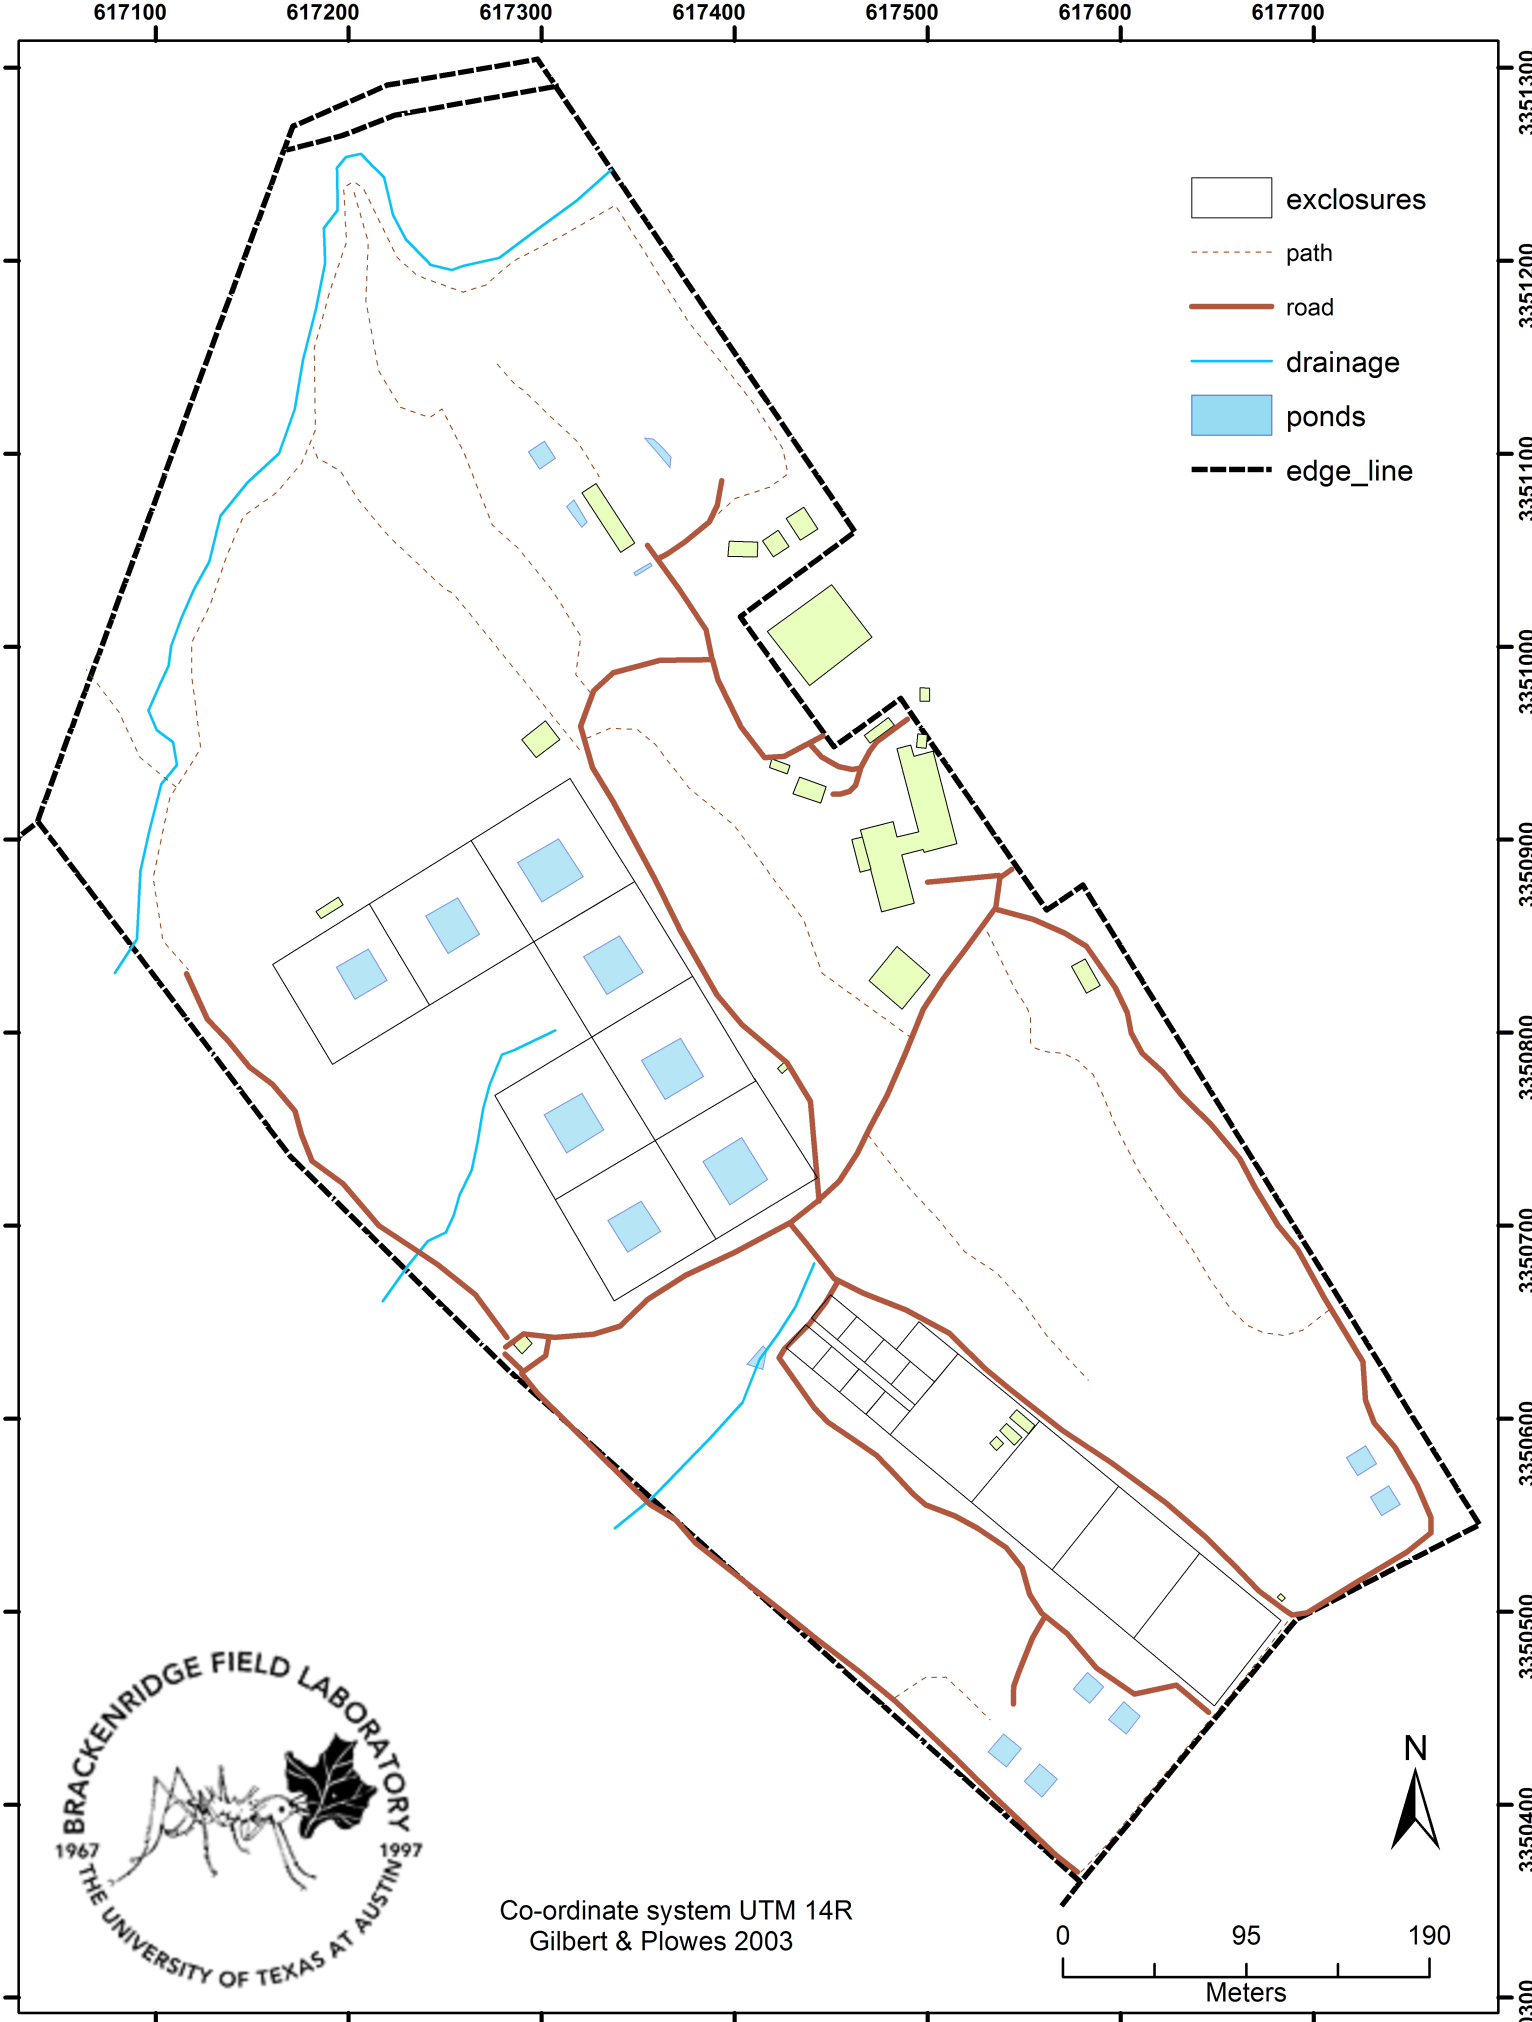 617100 617200 617300 617400 617500 617600 617700
3351300
3351200
3351100
3351000
3350900
3350800
3350700
3350600
3350500
3350400
exclosures
path
road
drainage
ponds
edge_line
BRACKENRIDGE FIELD LABORATORY
1967 1997
THE UNIVERSITY OF TEXAS AT AUSTIN
N
Co-ordinate system UTM 14R
Gilbert & Plowes 2003
0 95 190
Meters